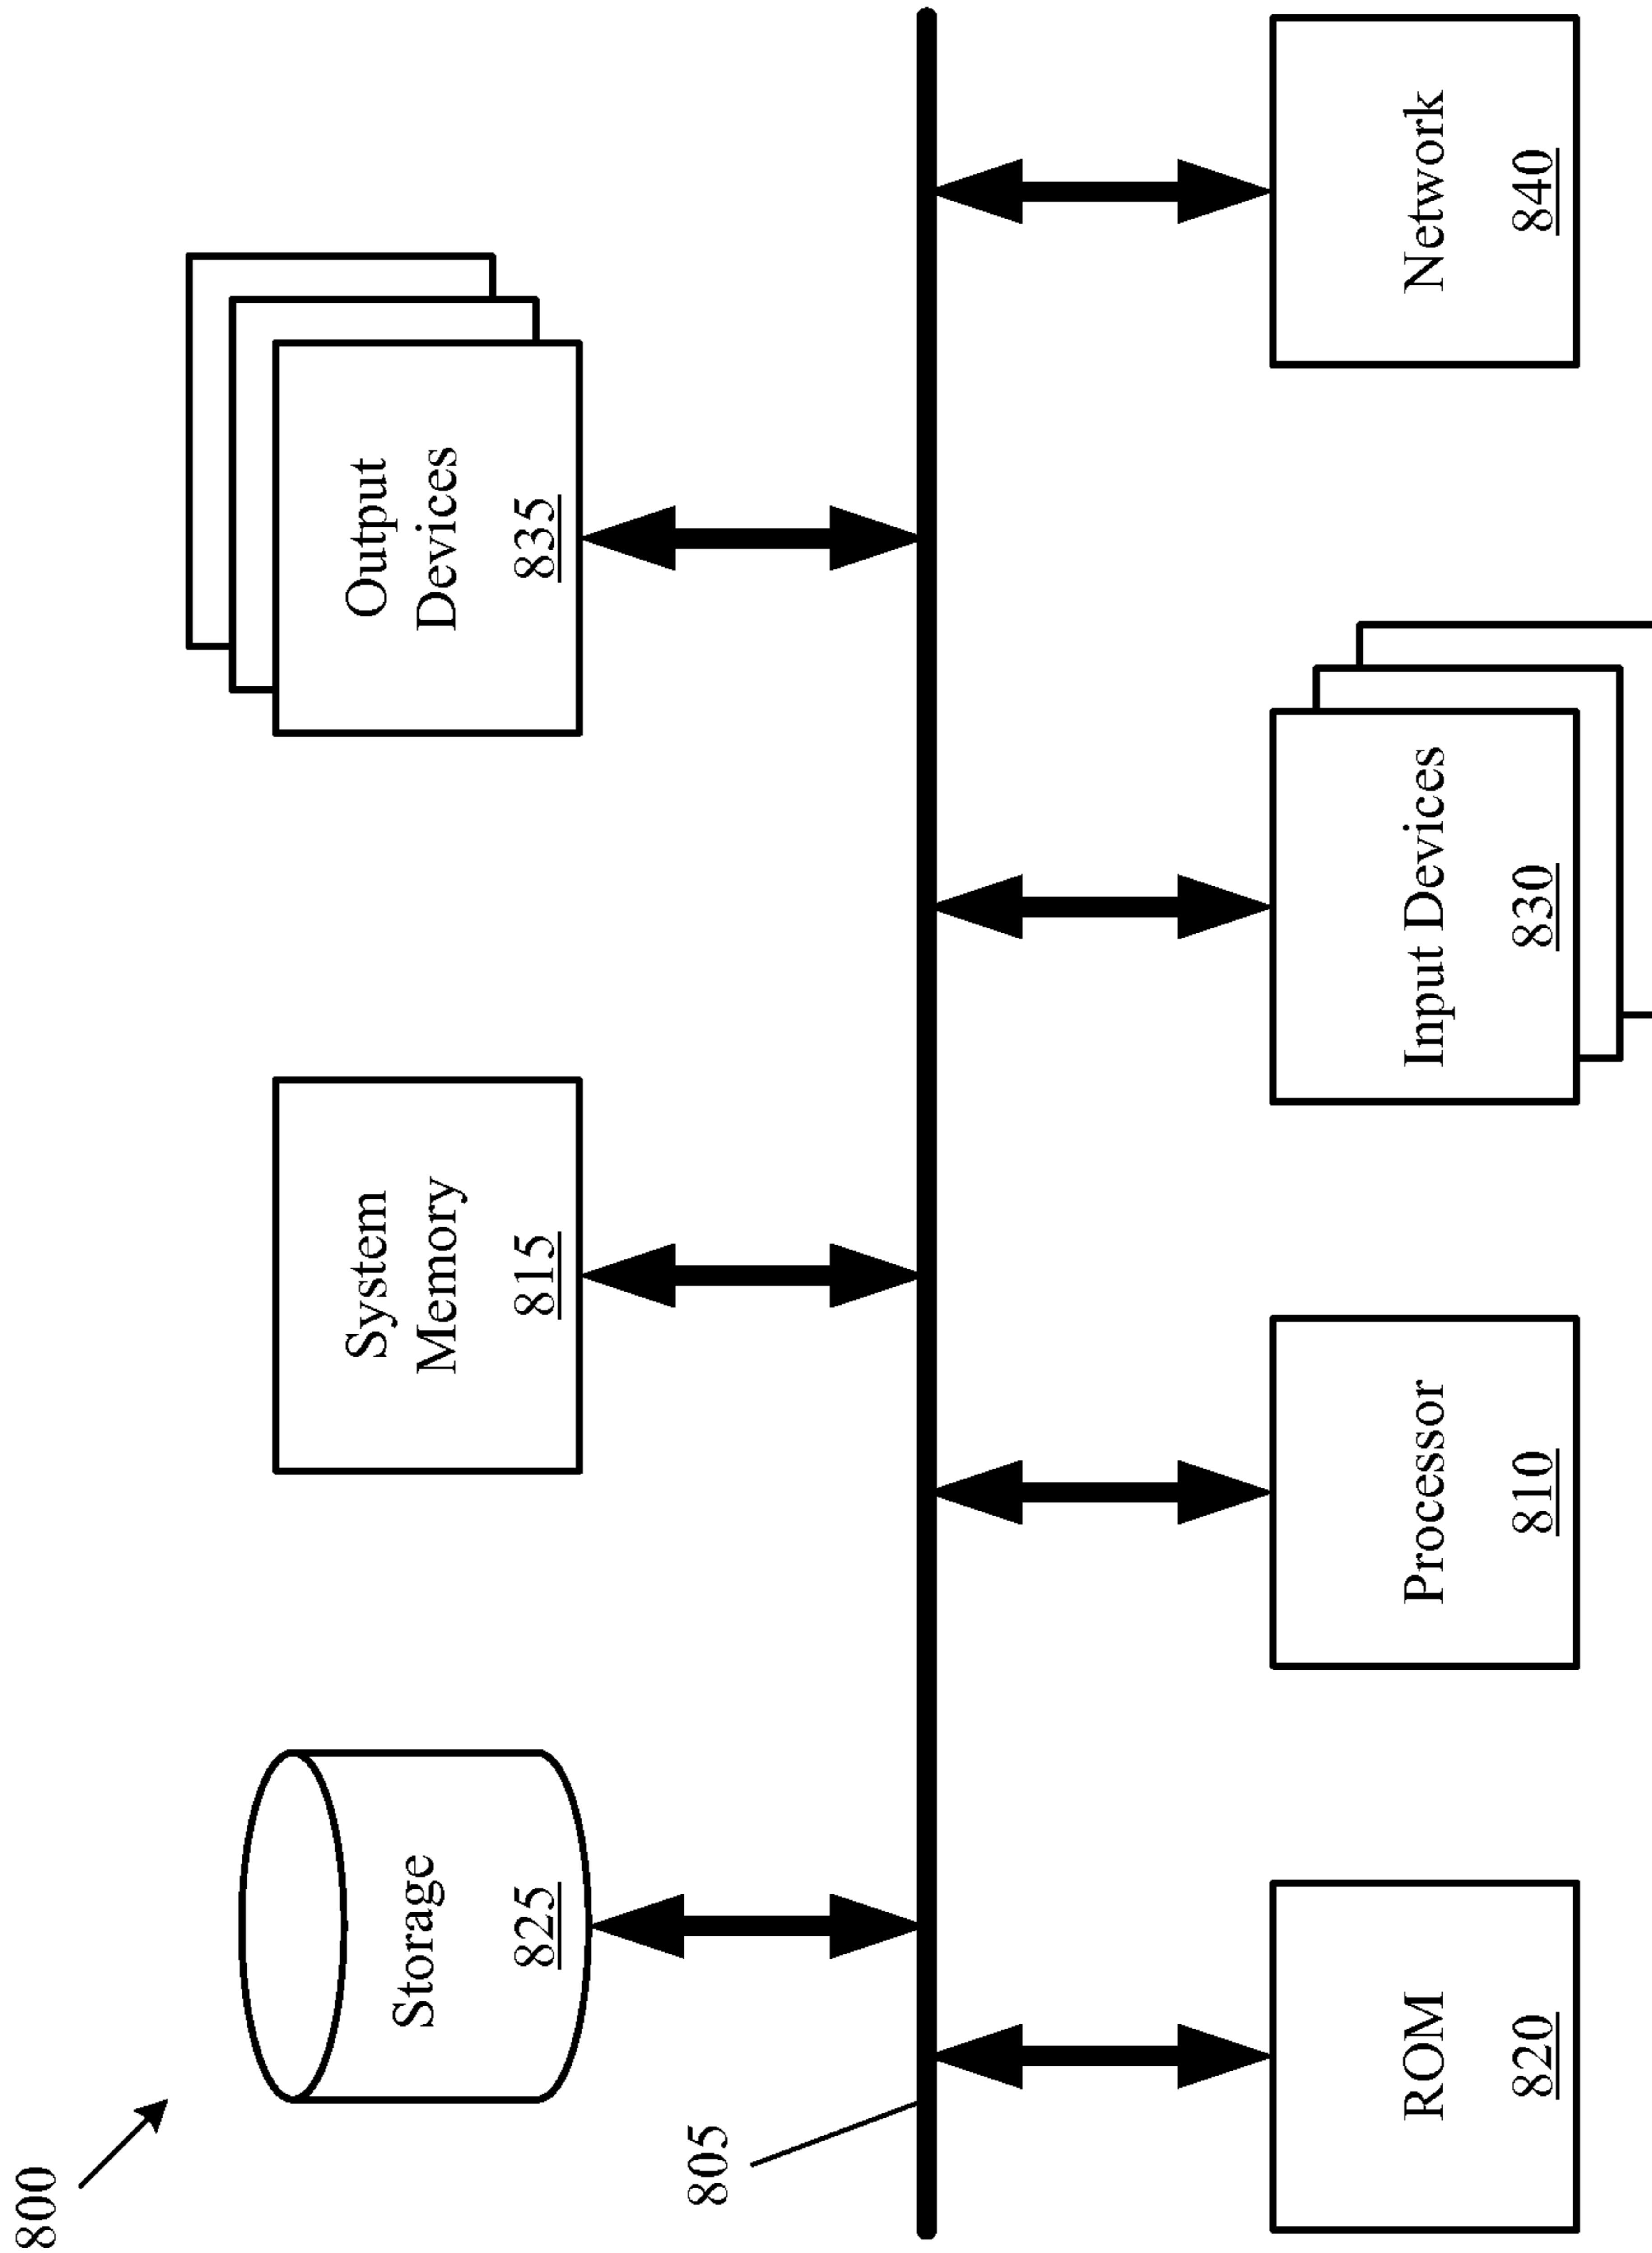 800
Storage
825
System
Memory
815
Output
Devices
835
805
ROM
820
Processor
810
Input Devices
830
Network
840